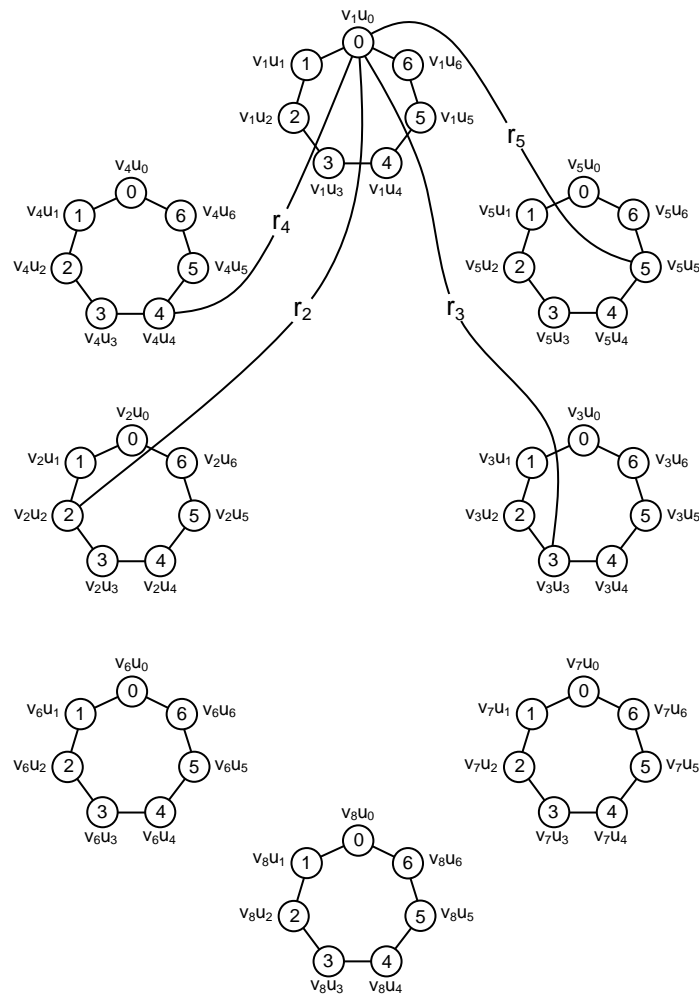 v₁u₀
0
v₁u₁ 1 6 v₁u₆
v₁u₂ 2 5 v₁u₅
3 4
v₁u₃ v₁u₄
r₅
v₄u₀ v₅u₀
0 0
v₄u₁ 1 6 v₄u₆ v₅u₁ 1 6 v₅u₆
r₄
v₄u₂ 2 5 v₄u₅ v₅u₂ 2 5 v₅u₅
3 4 3 4
v₄u₃ v₄u₄ v₅u₃ v₅u₄
r₂ r₃
v₂u₀ v₃u₀
0 0
v₂u₁ 1 6 v₂u₆ v₃u₁ 1 6 v₃u₆
v₂u₂ 2 5 v₂u₅ v₃u₂ 2 5 v₃u₅
3 4 3 4
v₂u₃ v₂u₄ v₃u₃ v₃u₄
v₆u₀ v₇u₀
0 0
v₆u₁ 1 6 v₆u₆ v₇u₁ 1 6 v₇u₆
v₆u₂ 2 5 v₆u₅ v₇u₂ 2 5 v₇u₅
3 4 3 4
v₆u₃ v₆u₄ v₇u₃ v₇u₄
v₈u₀
0
v₈u₁ 1 6 v₈u₆
v₈u₂ 2 5 v₈u₅
3 4
v₈u₃ v₈u₄